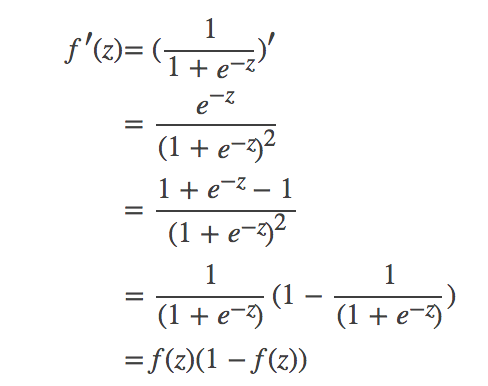 f′(z)= (1/(1 + e^{−z}))′
= e^{−z}/(1 + e^{−z})^2
= (1 + e^{−z} − 1)/(1 + e^{−z})^2
= 1/(1 + e^{−z}) (1 − 1/(1 + e^{−z}))
=f(z)(1 − f(z))